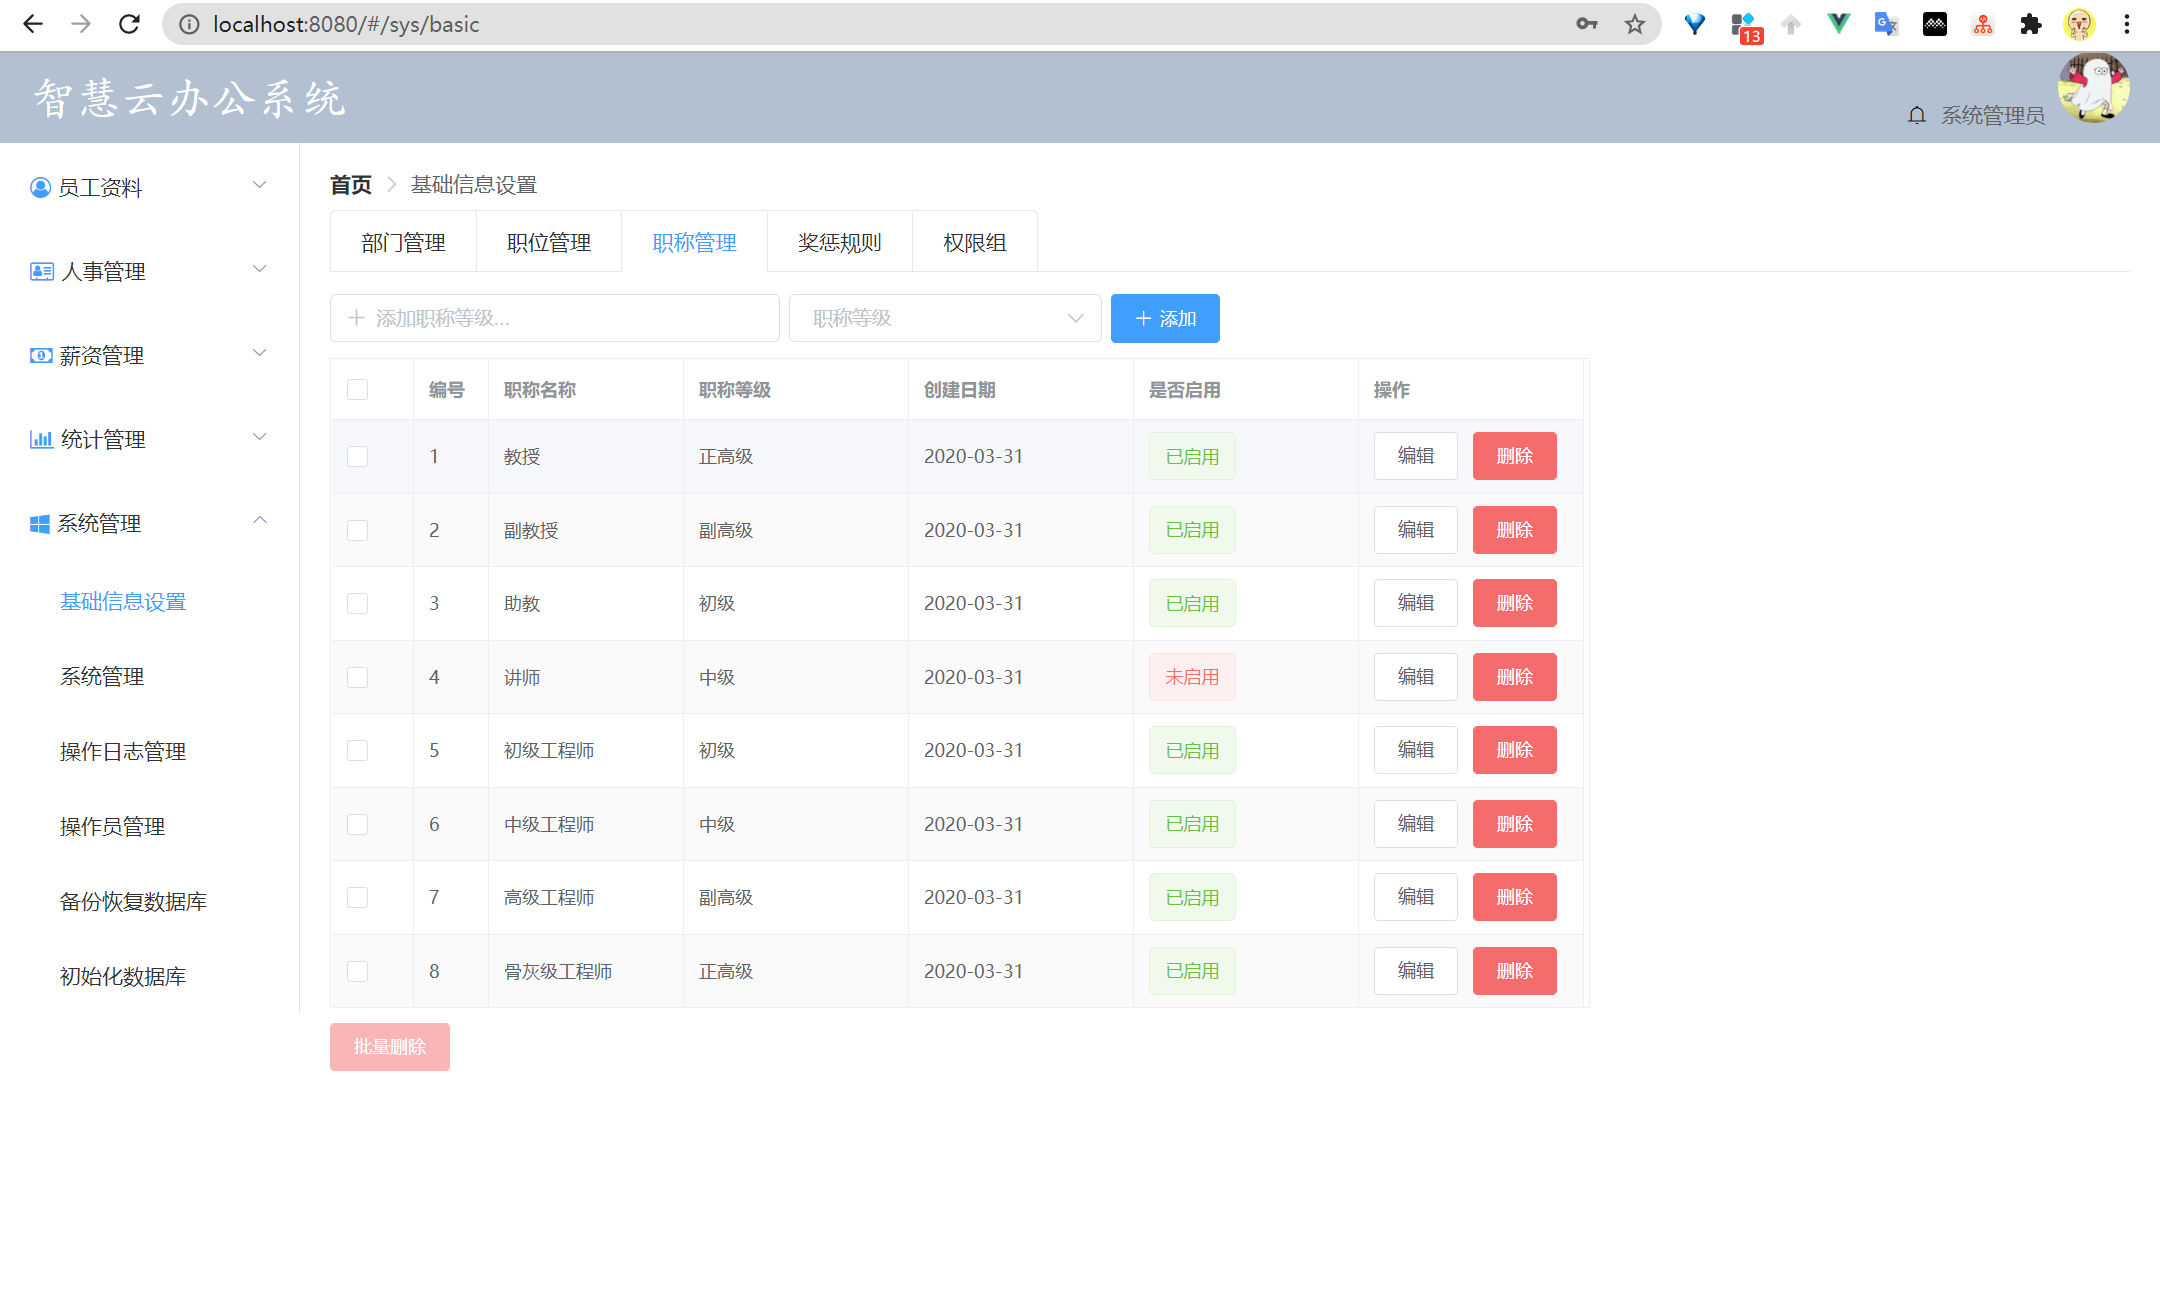 localhost:8080/#/sys/basic
13
智慧云办公系统
系统管理员
员工资料
人事管理
薪资管理
统计管理
系统管理
基础信息设置
系统管理
操作日志管理
操作员管理
备份恢复数据库
初始化数据库
首页 基础信息设置
部门管理 职位管理 职称管理 奖惩规则 权限组
添加职称等级... 职称等级 添加
编号 职称名称 职称等级 创建日期 是否启用 操作
1 教授 正高级 2020-03-31 已启用 编辑 删除
2 副教授 副高级 2020-03-31 已启用 编辑 删除
3 助教 初级 2020-03-31 已启用 编辑 删除
4 讲师 中级 2020-03-31 未启用 编辑 删除
5 初级工程师 初级 2020-03-31 已启用 编辑 删除
6 中级工程师 中级 2020-03-31 已启用 编辑 删除
7 高级工程师 副高级 2020-03-31 已启用 编辑 删除
8 骨灰级工程师 正高级 2020-03-31 已启用 编辑 删除
批量删除